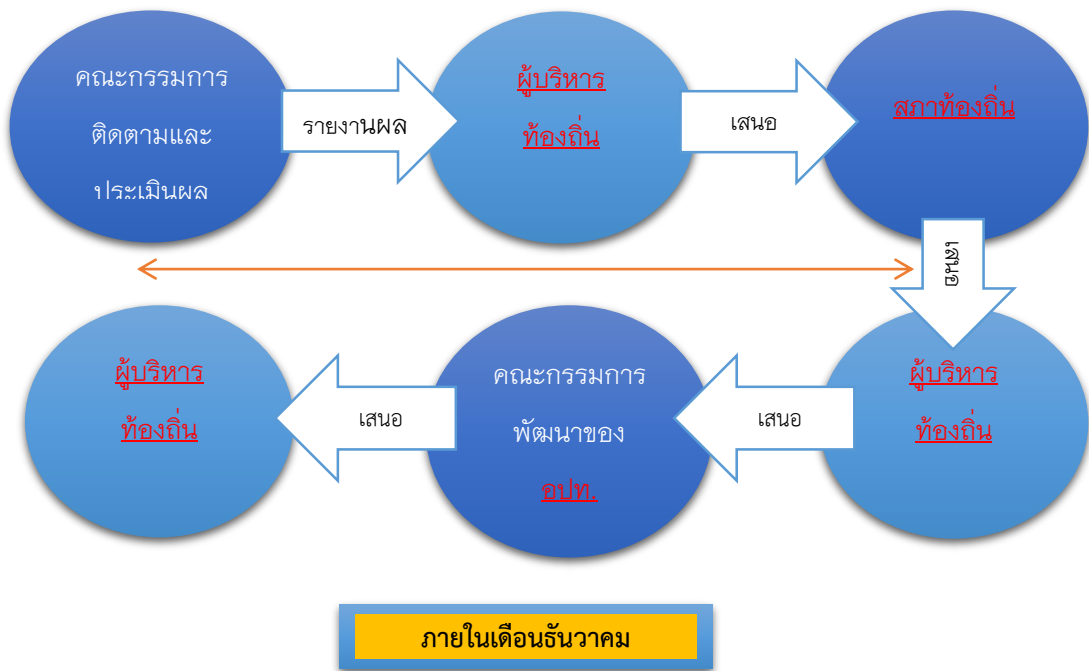 คณะกรรมการ
ติดตามและ
ประเมินผล
รายงานผล
ผู้บริหาร
ท้องถิ่น
เสนอ
สภาท้องถิ่น
เสนอ
ผู้บริหาร
ท้องถิ่น
เสนอ
คณะกรรมการ
พัฒนาของ
อปท.
เสนอ
ผู้บริหาร
ท้องถิ่น
ภายในเดือนธันวาคม